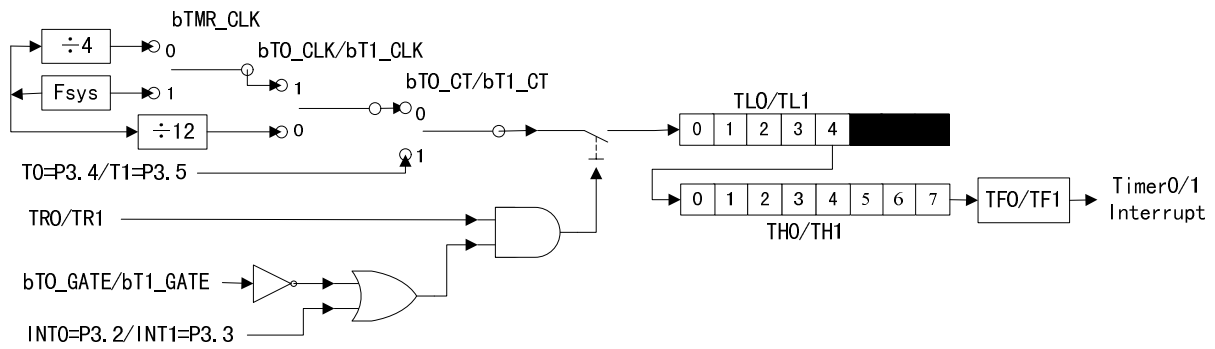 bTMR_CLK
÷4
0
bT0_CLK/bT1_CLK
Fsys
1
1
bT0_CT/bT1_CT
0
÷12
0
TL0/TL1
0 1 2 3 4
1
T0=P3.4/T1=P3.5
0 1 2 3 4 5 6 7
TF0/TF1
Timer0/1
Interrupt
TR0/TR1
TH0/TH1
bT0_GATE/bT1_GATE
INT0=P3.2/INT1=P3.3